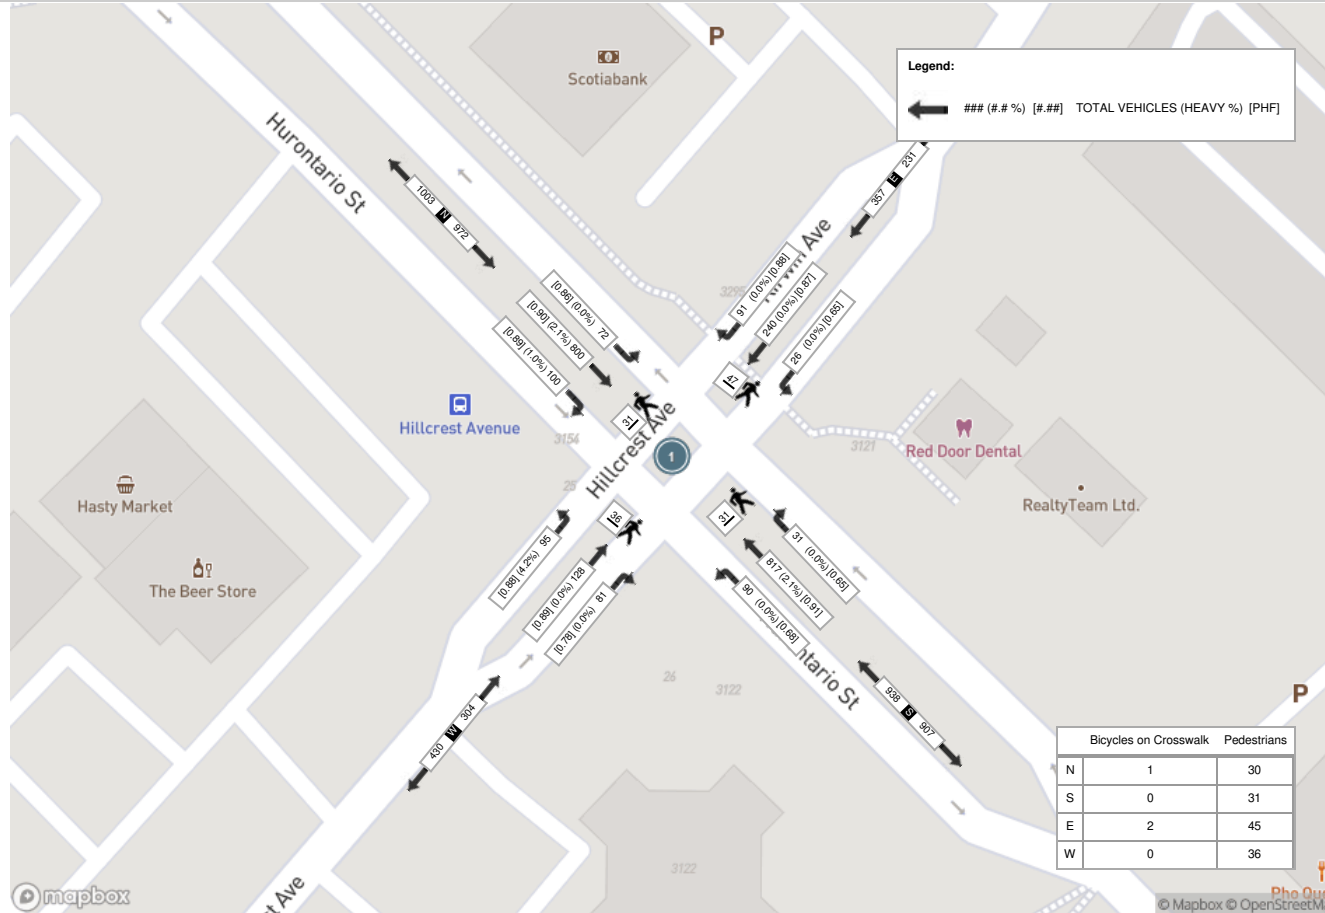 P
Scotiabank
Legend:
### (#.# %) [#.##] TOTAL VEHICLES (HEAVY %) [PHF]
Hurontario St
1003 N 972
357 E 231
Ave
[0.86] (0.0%) 72
[0.90] (2.1%) 800
[0.89] (1.0%) 100
91 (0.0%) [0.88]
240 (0.0%) [0.87]
26 (0.0%) [0.65]
3295
47
31
Hillcrest Avenue
Hillcrest Ave
3154
1
3121
Red Door Dental
Hasty Market
RealtyTeam Ltd.
25
36
31
The Beer Store
[0.88] (4.2%) 95
[0.89] (0.0%) 128
[0.78] (0.0%) 81
31 (0.0%) [0.65]
817 (2.1%) [0.91]
90 (0.0%) [0.68]
ntario St
26
3122
P
430 W 304
938 S 907
Bicycles on Crosswalk Pedestrians
N 1 30
S 0 31
E 2 45
W 0 36
3122
st Ave
mapbox
Pho Que
© Mapbox © OpenStreetM